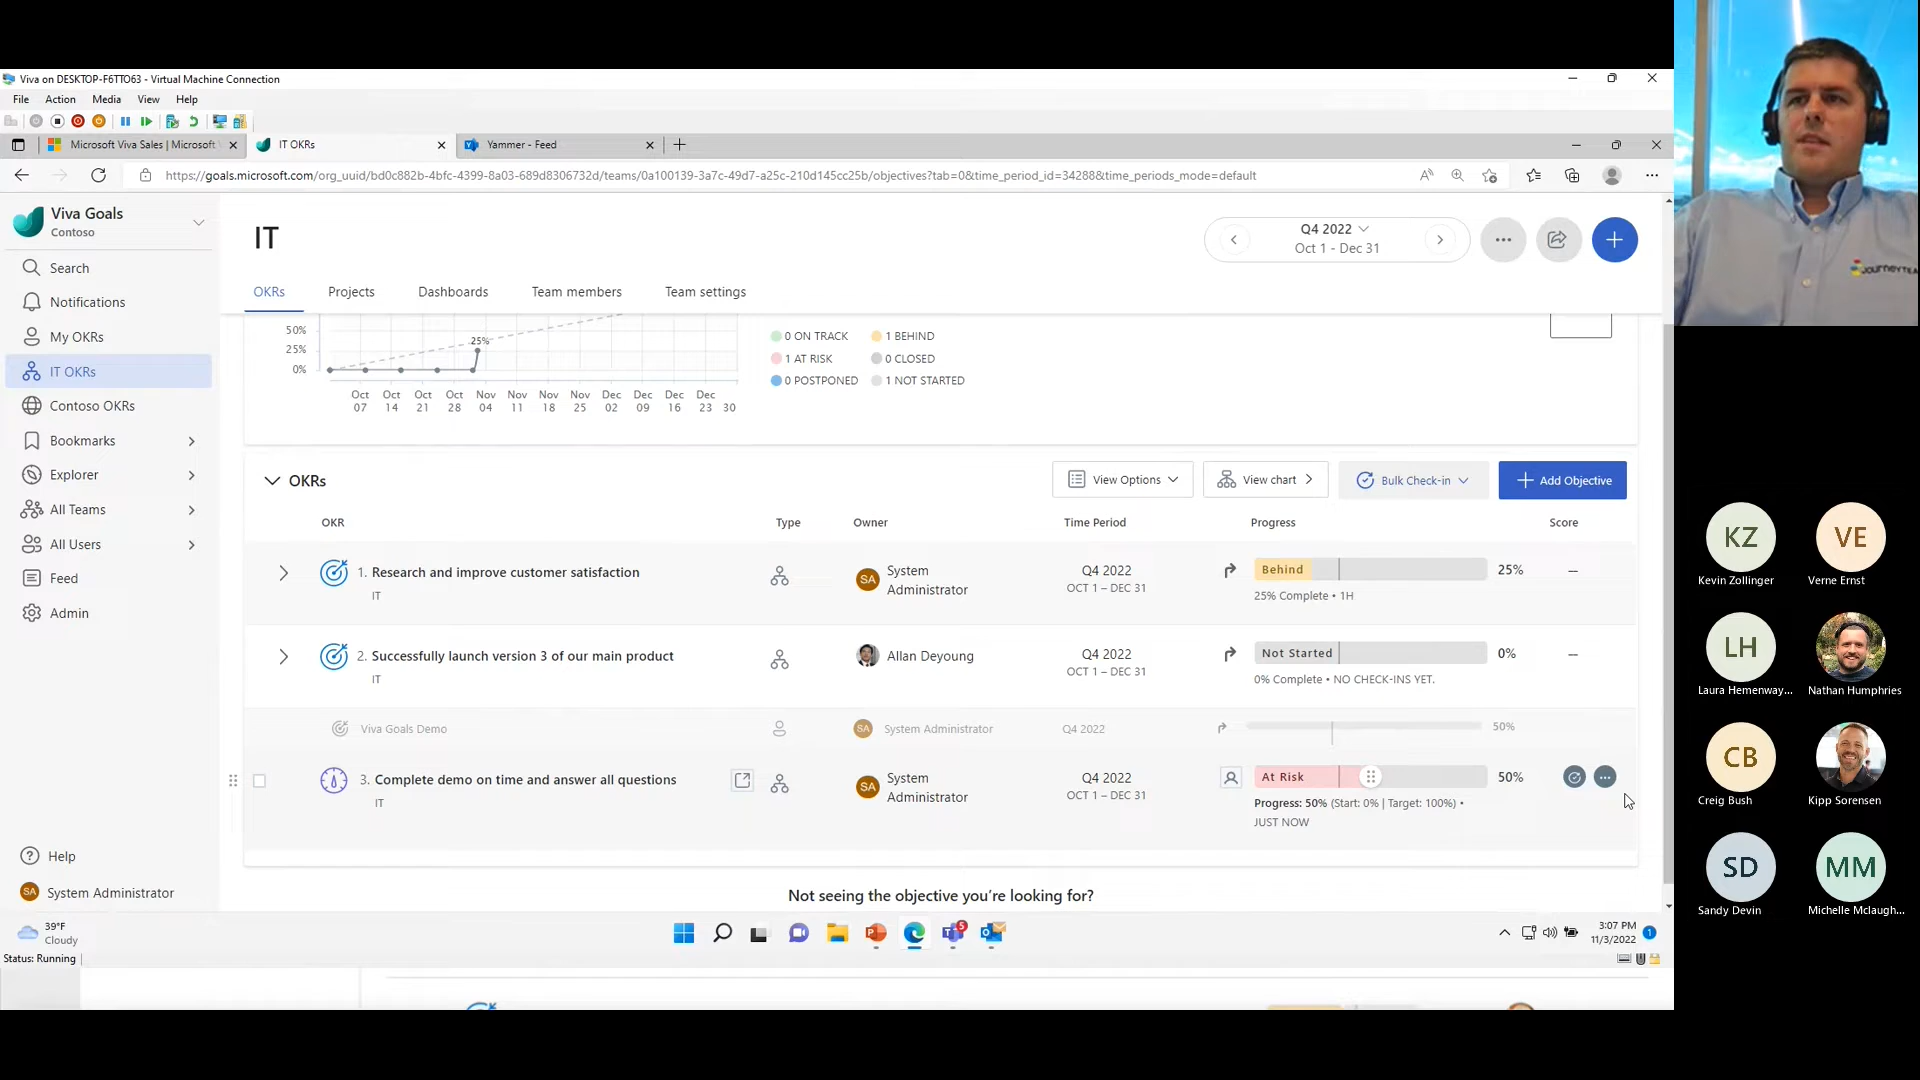 Viva on DESKTOP-F6TTO63 - Virtual Machine Connection
File Action Media View Help
Microsoft Viva Sales | Microsoft
IT OKRs
Yammer - Feed
https://goals.microsoft.com/org_uuid/bd0c882b-4bfc-4399-8a03-689d8306732d/teams/0a100139-3a7c-49d7-a25c-210d145cc25b/objectives?tab=0&time_period_id=34288&time_periods_mode=default
Viva Goals
Contoso
Search
Notifications
My OKRs
IT OKRs
Contoso OKRs
Bookmarks
Explorer
All Teams
All Users
Feed
Admin
Help
SA System Administrator
IT
Q4 2022
Oct 1 - Dec 31
OKRs Projects Dashboards Team members Team settings
50%
25%
0%
25%
Oct 07 Oct 14 Oct 21 Oct 28 Nov 04 Nov 11 Nov 18 Nov 25 Dec 02 Dec 09 Dec 16 Dec 23 30
0 ON TRACK 1 BEHIND
1 AT RISK 0 CLOSED
0 POSTPONED 1 NOT STARTED
OKRs
View Options View chart Bulk Check-in Add Objective
OKR Type Owner Time Period Progress Score
1. Research and improve customer satisfaction
IT
SA System Administrator
Q4 2022
OCT 1 – DEC 31
Behind 25% --
25% Complete • 1H
2. Successfully launch version 3 of our main product
IT
Allan Deyoung
Q4 2022
OCT 1 – DEC 31
Not Started 0% --
0% Complete • NO CHECK-INS YET.
Viva Goals Demo SA System Administrator Q4 2022 50%
3. Complete demo on time and answer all questions
IT
SA System Administrator
Q4 2022
OCT 1 – DEC 31
At Risk 50%
Progress: 50% (Start: 0% | Target: 100%) •
JUST NOW
Not seeing the objective you're looking for?
39°F
Cloudy
5
3:07 PM
11/3/2022
1
Status: Running
KZ
Kevin Zollinger
VE
Verne Ernst
LH
Laura Hemenway...
Nathan Humphries
CB
Creig Bush
Kipp Sorensen
SD
Sandy Devin
MM
Michelle Mclaugh...